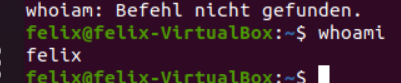 whoiam: Befehl nicht gefunden.
felix@felix-VirtualBox:~$ whoami
felix
felix@felix-VirtualBox:~$